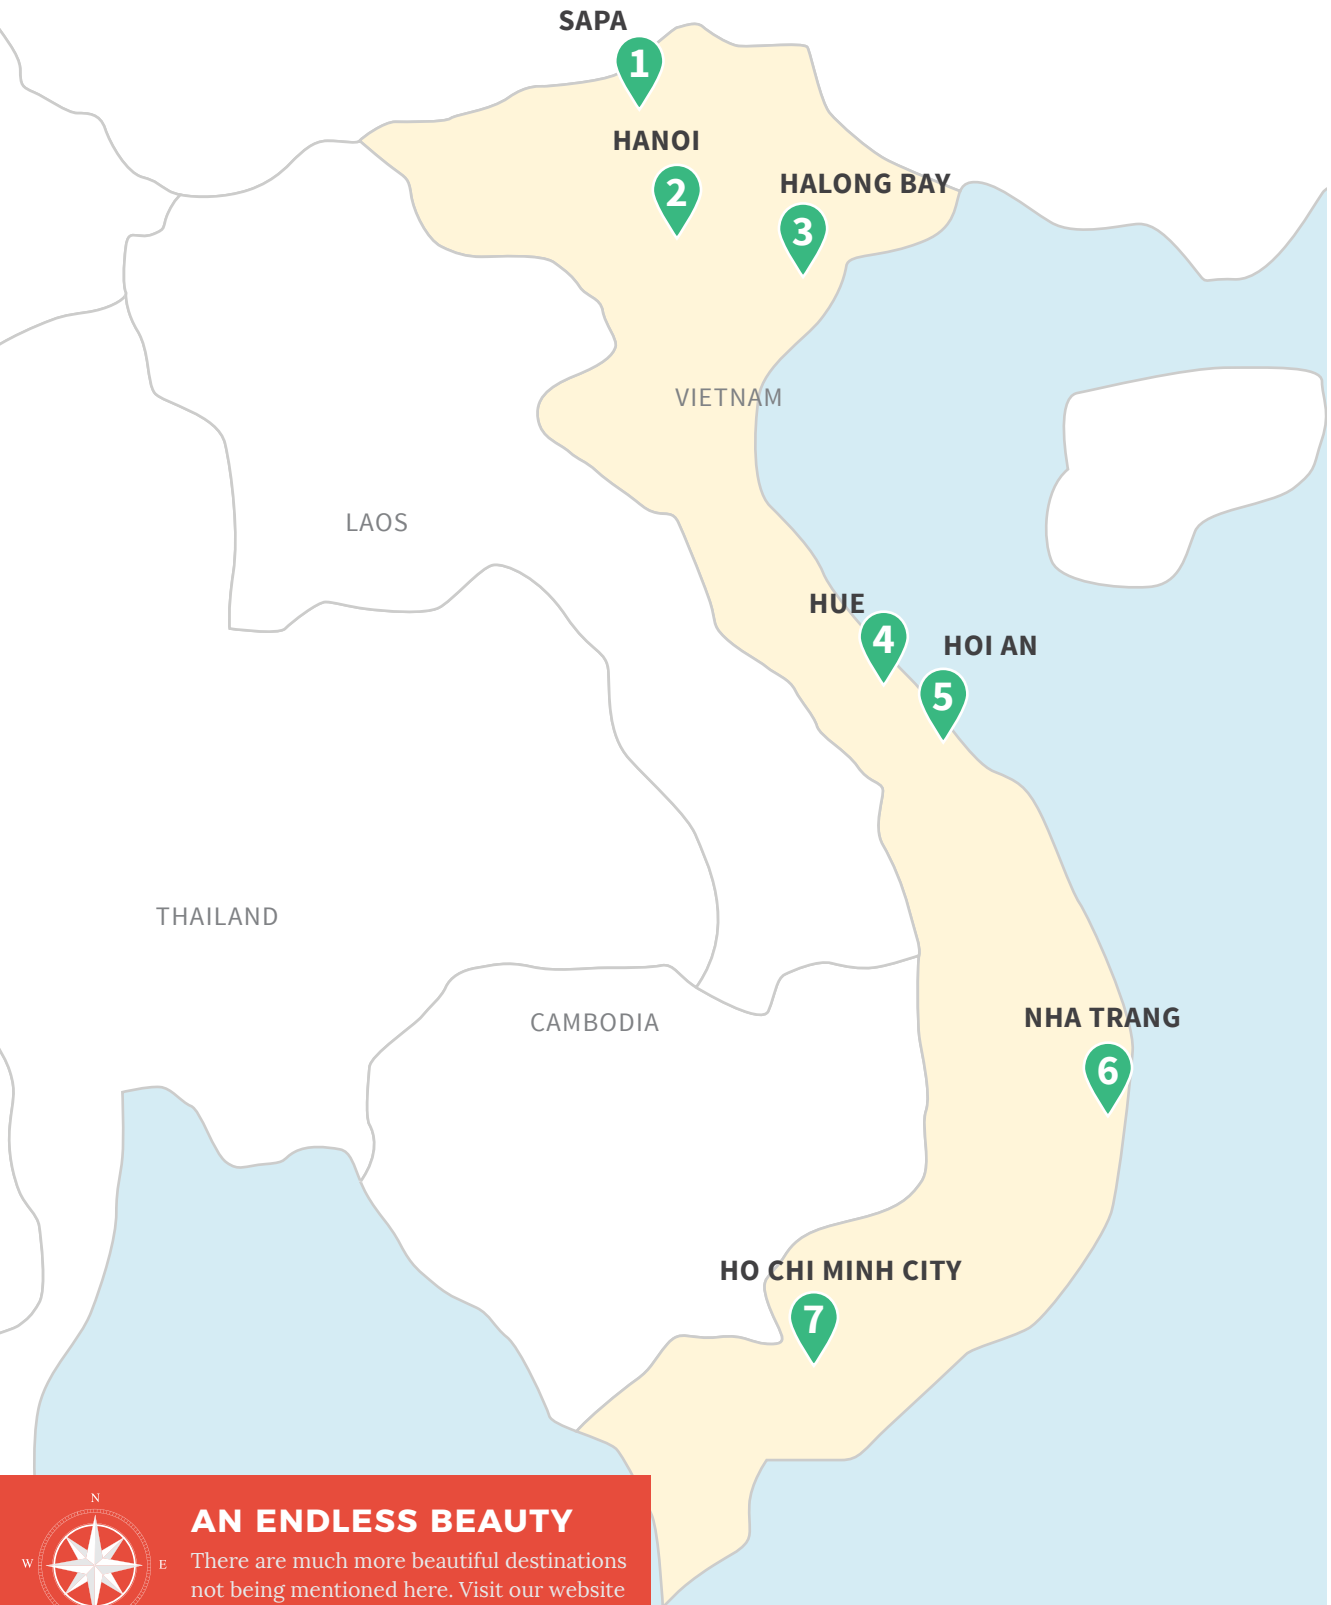 SAPA
1
HANOI
2
HALONG BAY
3
VIETNAM
LAOS
HUE
4
HOI AN
5
THAILAND
CAMBODIA
NHA TRANG
6
HO CHI MINH CITY
7
N
W
E
AN ENDLESS BEAUTY
There are much more beautiful destinations
not being mentioned here. Visit our website